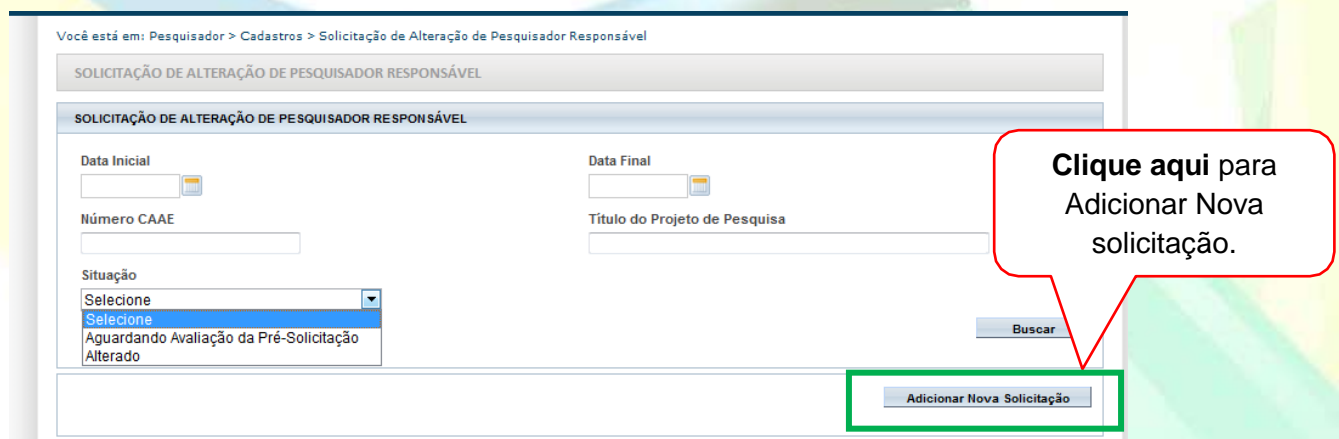 Você está em: Pesquisador > Cadastros > Solicitação de Alteração de Pesquisador Responsável
SOLICITAÇÃO DE ALTERAÇÃO DE PESQUISADOR RESPONSÁVEL
SOLICITAÇÃO DE ALTERAÇÃO DE PESQUISADOR RESPONSÁVEL
Data Inicial
Data Final
Número CAAE
Título do Projeto de Pesquisa
Situação
Selecione
Selecione
Aguardando Avaliação da Pré-Solicitação
Alterado
Buscar
Adicionar Nova Solicitação
Clique aqui para
Adicionar Nova
solicitação.